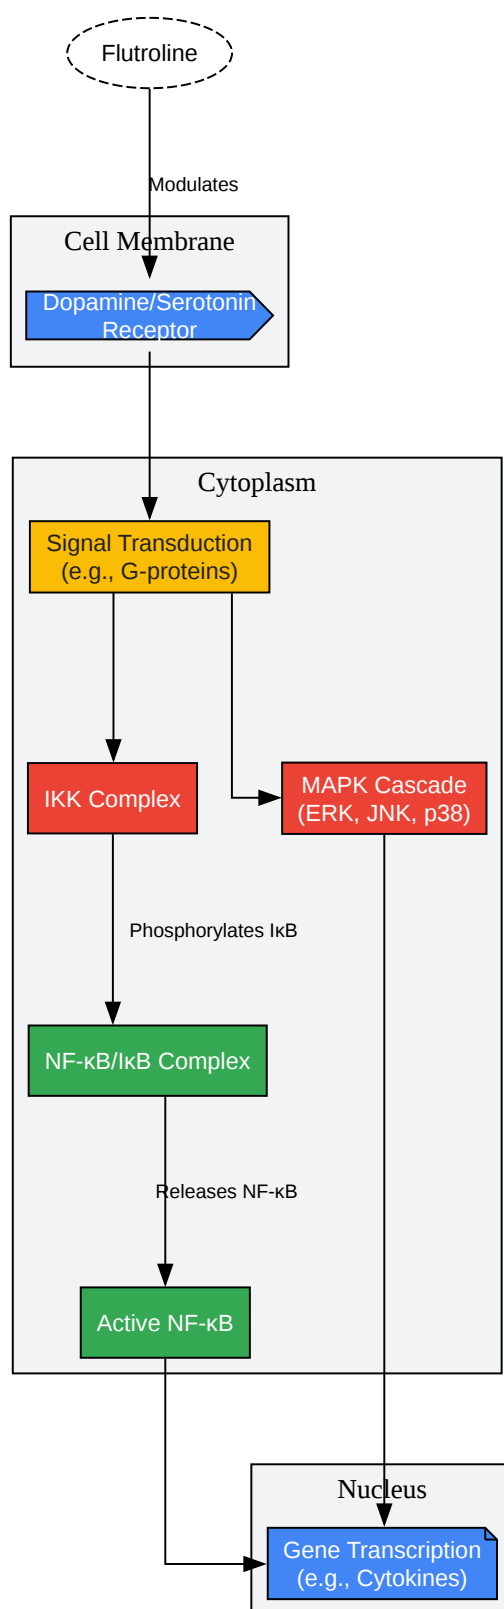 Flutroline
Modulates
Cell Membrane
Dopamine/Serotonin
Receptor
Cytoplasm
Signal Transduction
(e.g., G-proteins)
IKK Complex
MAPK Cascade
(ERK, JNK, p38)
Phosphorylates IκB
NF-κB/IκB Complex
Releases NF-κB
Active NF-κB
Nucleus
Gene Transcription
(e.g., Cytokines)